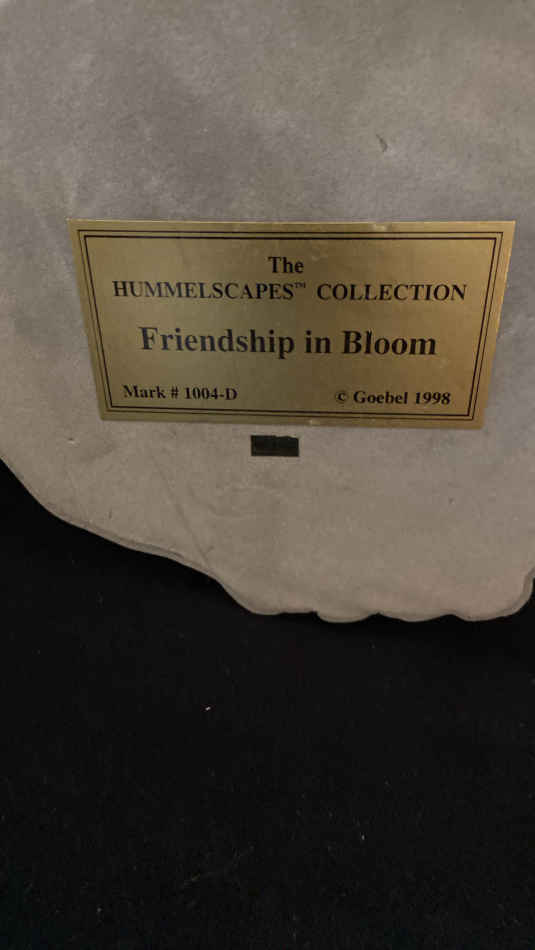 The
HUMMELSCAPES™ COLLECTION
Friendship in Bloom
Mark # 1004-D
© Goebel 1998